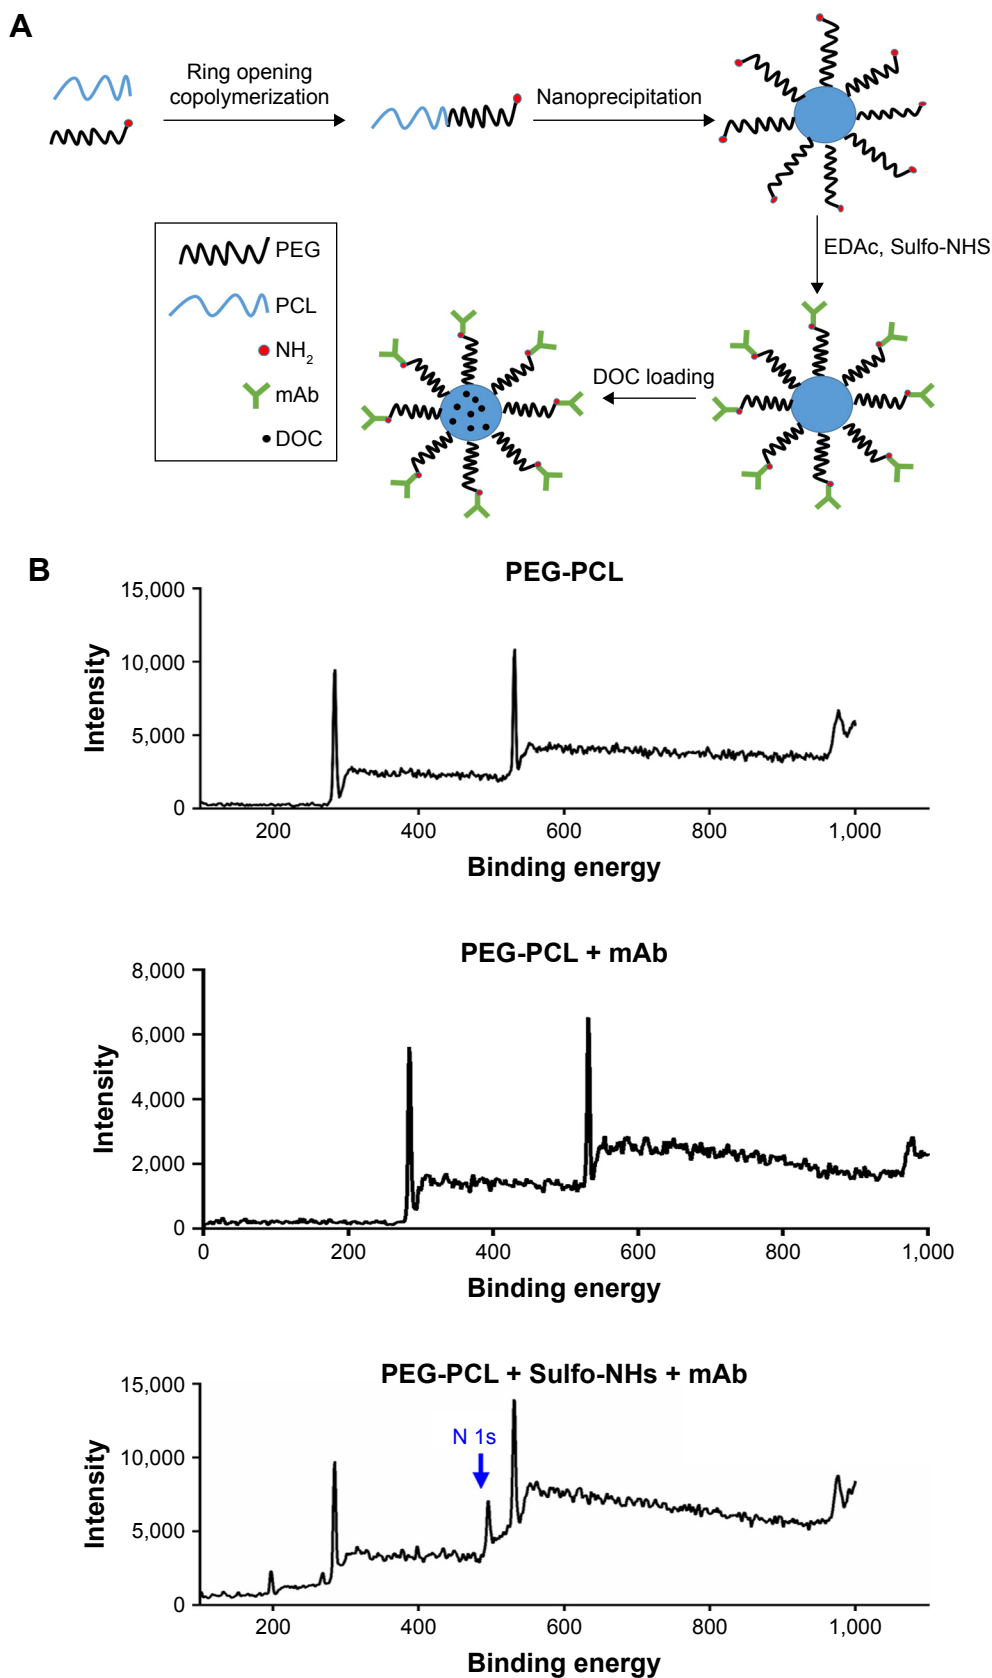 A
Ring opening
copolymerization
Nanoprecipitation
EDAc, Sulfo-NHS
PEG
PCL
NH2
mAb
DOC
DOC loading
B
PEG-PCL
15,000
10,000
5,000
0
Intensity
200
400
600
800
1,000
Binding energy
PEG-PCL + mAb
8,000
6,000
4,000
2,000
0
Intensity
0
200
400
600
800
1,000
Binding energy
PEG-PCL + Sulfo-NHs + mAb
15,000
10,000
5,000
0
Intensity
N 1s
200
400
600
800
1,000
Binding energy